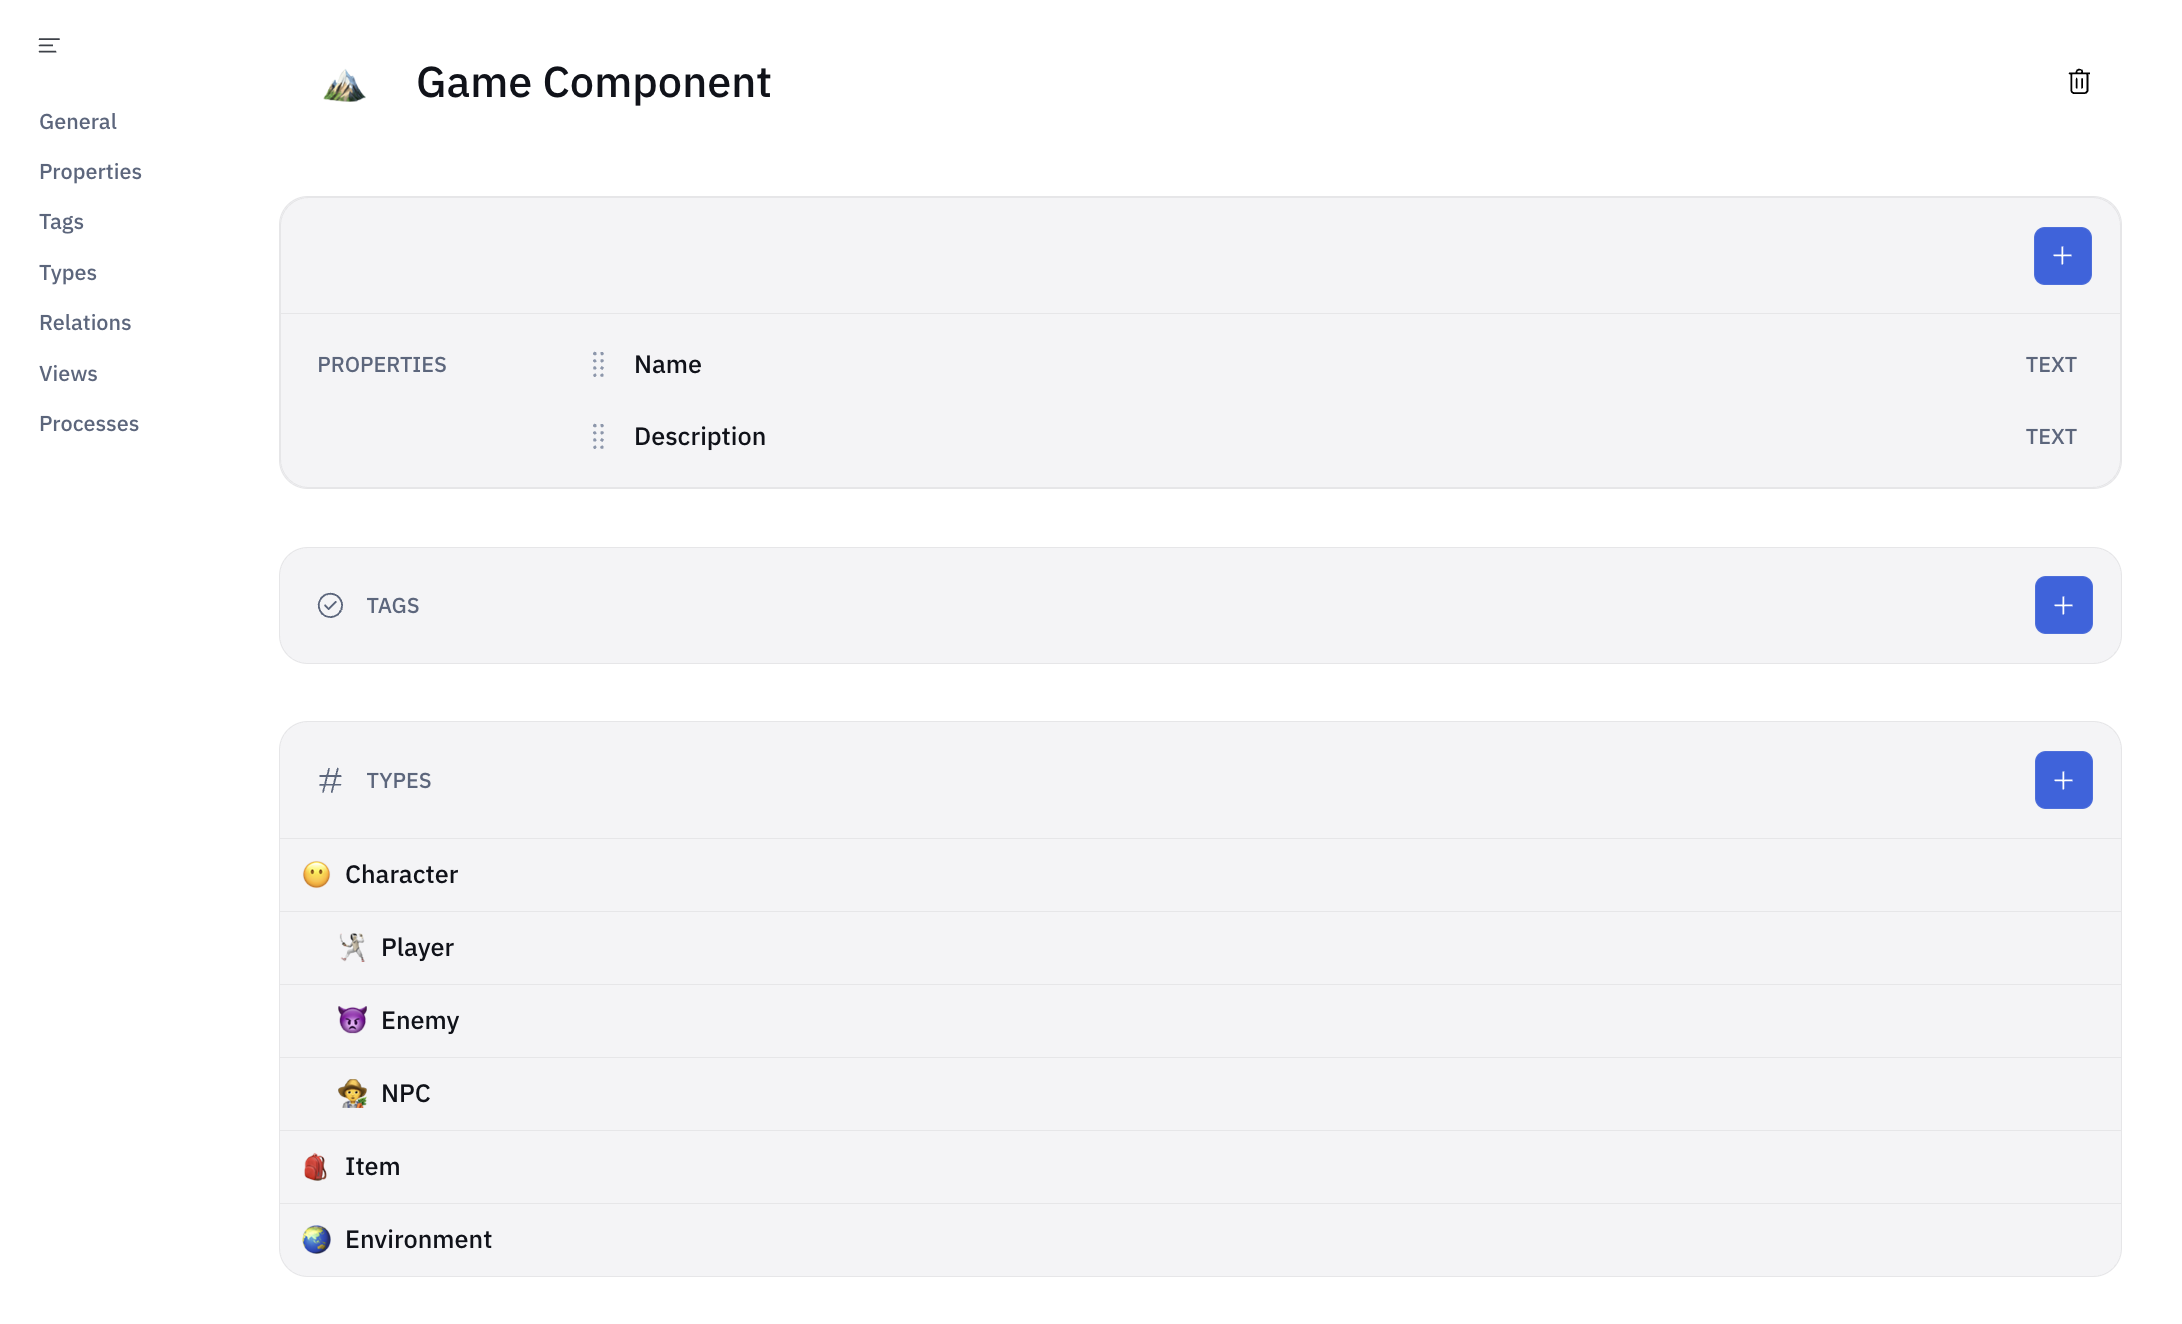 Game Component
General
Properties
Tags
Types
Relations
Views
Processes
PROPERTIES Name TEXT
Description TEXT
TAGS
TYPES
Character
Player
Enemy
NPC
Item
Environment